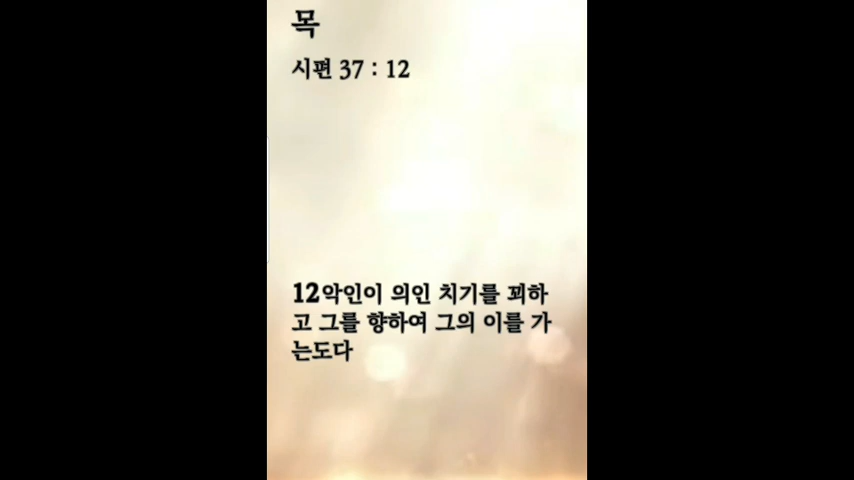 목
시편 37 : 12
12악인이 의인 치기를 꾀하
고 그를 향하여 그의 이를 가
는도다